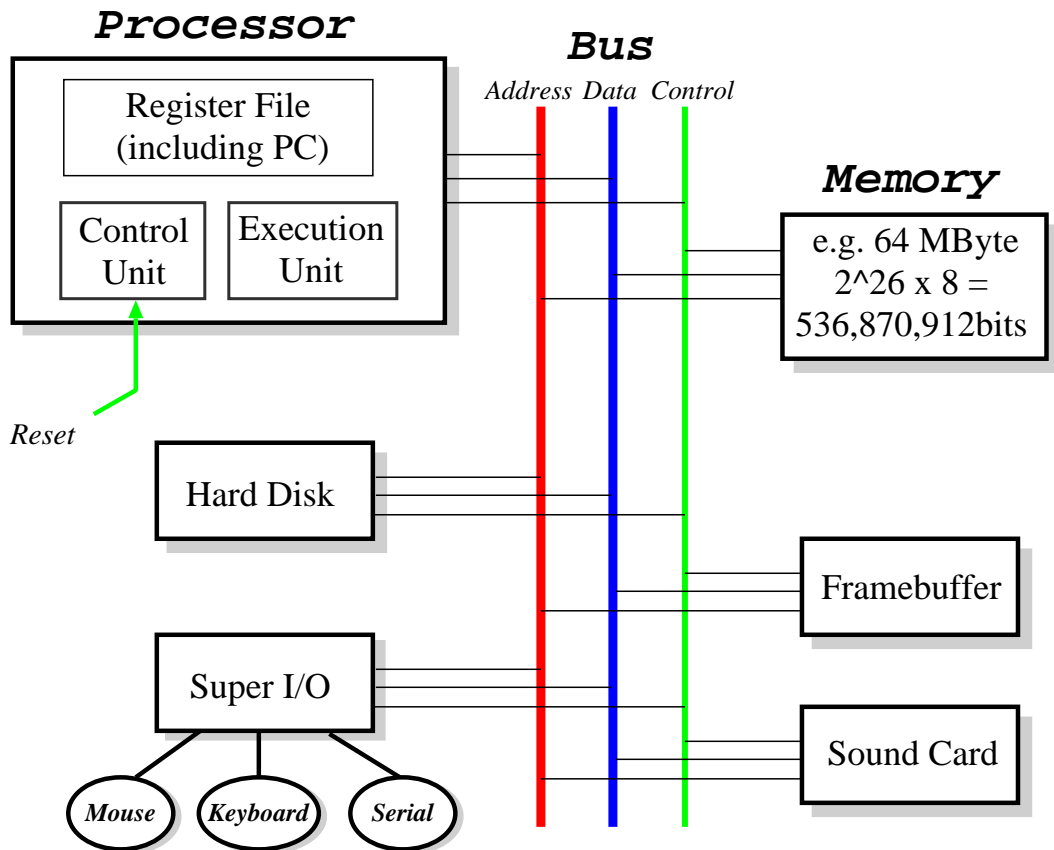 Processor
Register File
(including PC)
Control
Unit
Execution
Unit
Reset
Bus
Address Data Control
Memory
e.g. 64 MByte
2^26 x 8 =
536,870,912bits
Hard Disk
Framebuffer
Super I/O
Sound Card
Mouse
Keyboard
Serial